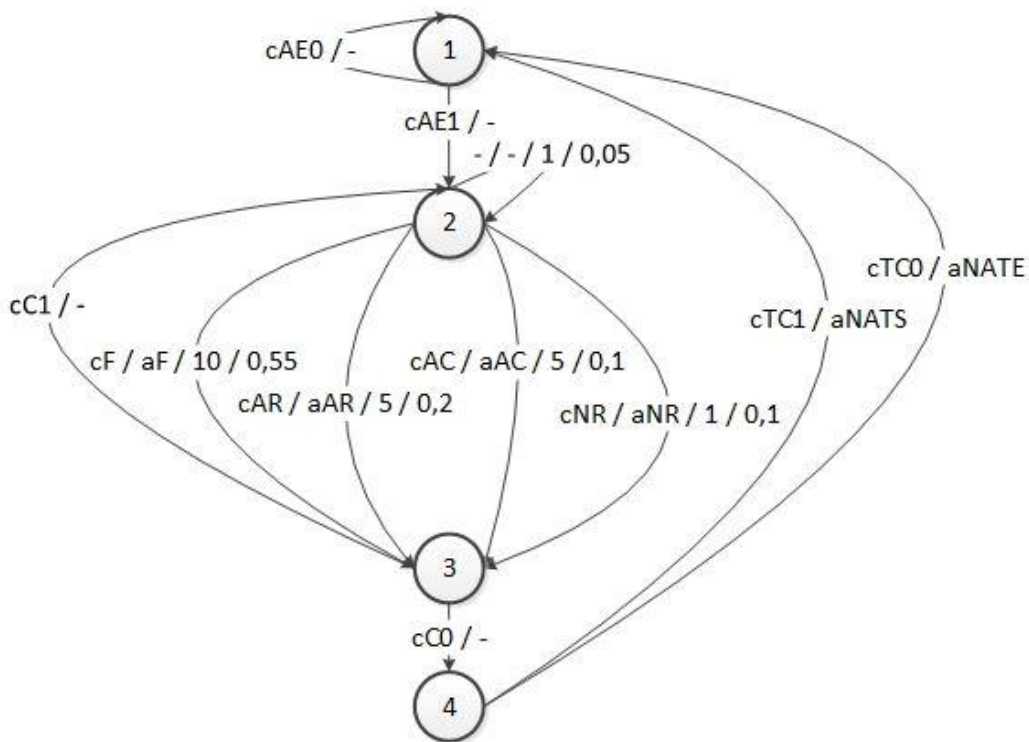 1
cAE0 / -
cAE1 / -
- / - / 1 / 0,05
2
cTC0 / aNATE
cC1 / -
cTC1 / aNATS
cF / aF / 10 / 0,55
cAC / aAC / 5 / 0,1
cAR / aAR / 5 / 0,2
cNR / aNR / 1 / 0,1
3
cC0 / -
4